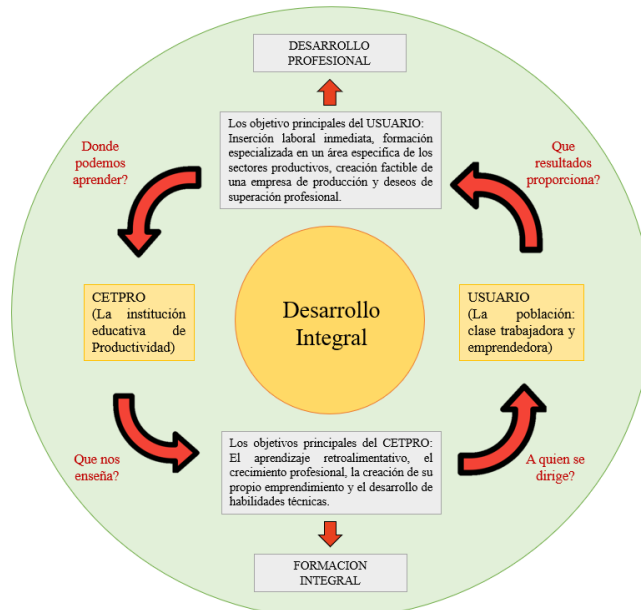 DESARROLLO
PROFESIONAL
Los objetivo principales del USUARIO:
Inserción laboral inmediata, formación
especializada en un área especifica de los
sectores productivos, creación factible de
una empresa de producción y deseos de
superación profesional.
Donde
podemos
aprender?
Que
resultados
proporciona?
CETPRO
(La institución
educativa de
Productividad)
Desarrollo
Integral
USUARIO
(La población:
clase trabajadora y
emprendedora)
Que nos
enseña?
Los objetivos principales del CETPRO:
El aprendizaje retroalimentativo, el
crecimiento profesional, la creación de su
propio emprendimiento y el desarrollo de
habilidades técnicas.
A quien se
dirige?
FORMACION
INTEGRAL